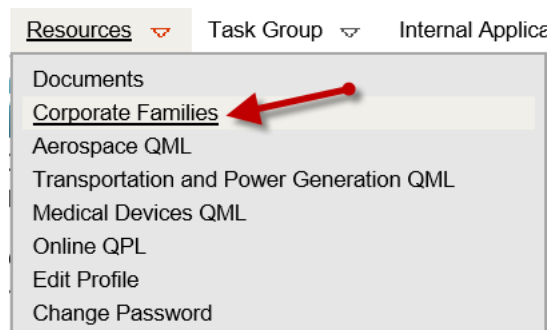 Resources Task Group Internal Applica
Documents
Corporate Families
Aerospace QML
Transportation and Power Generation QML
Medical Devices QML
Online QPL
Edit Profile
Change Password